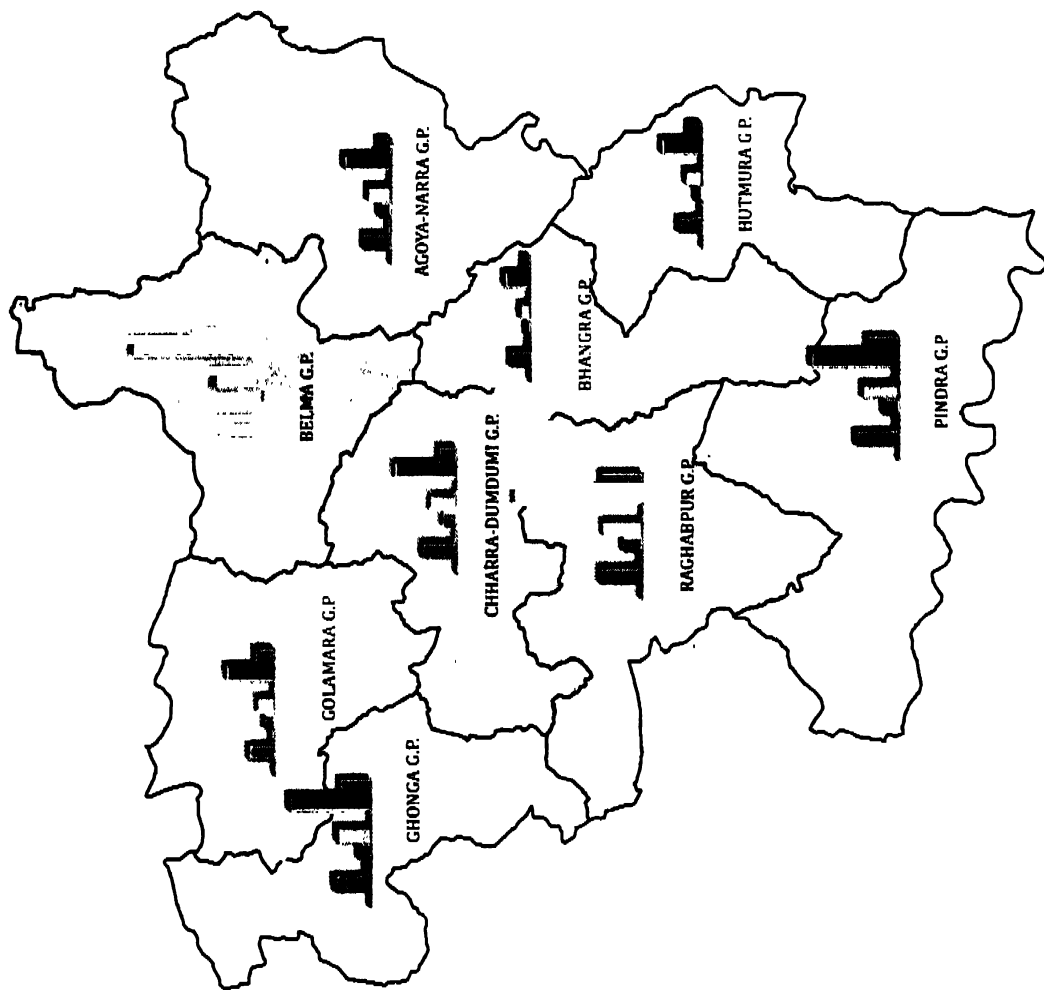 GHONGA G.P.
GOLAMARA G.P
BELMA G.P.
CHHARRA-DUMDUMI G.P.
AGOYA-NARRA G.P.
BHANGRA G.P.
RAGHABPUR G.P.
HUTMURA G.P.
PINDRA G.P